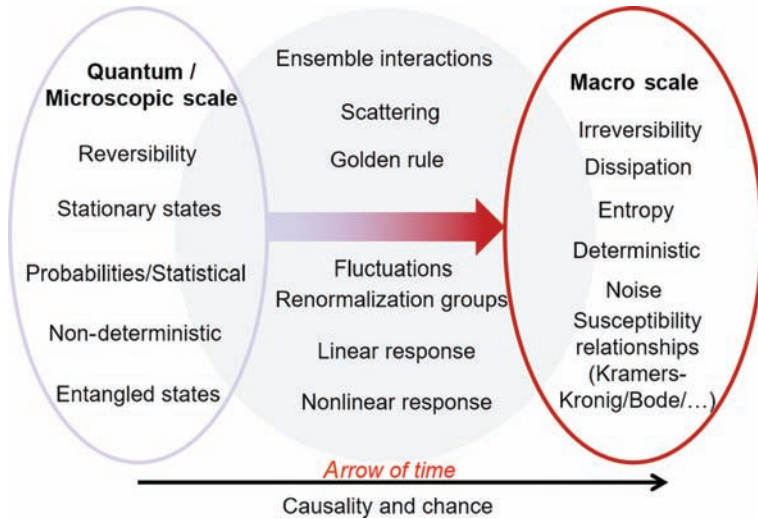 Quantum /
Microscopic scale
Reversibility
Stationary states
Probabilities/Statistical
Non-deterministic
Entangled states
Ensemble interactions
Scattering
Golden rule
Fluctuations
Renormalization groups
Linear response
Nonlinear response
Macro scale
Irreversibility
Dissipation
Entropy
Deterministic
Noise
Susceptibility
relationships
(Kramers-
Kronig/Bode/…)
Arrow of time
Causality and chance